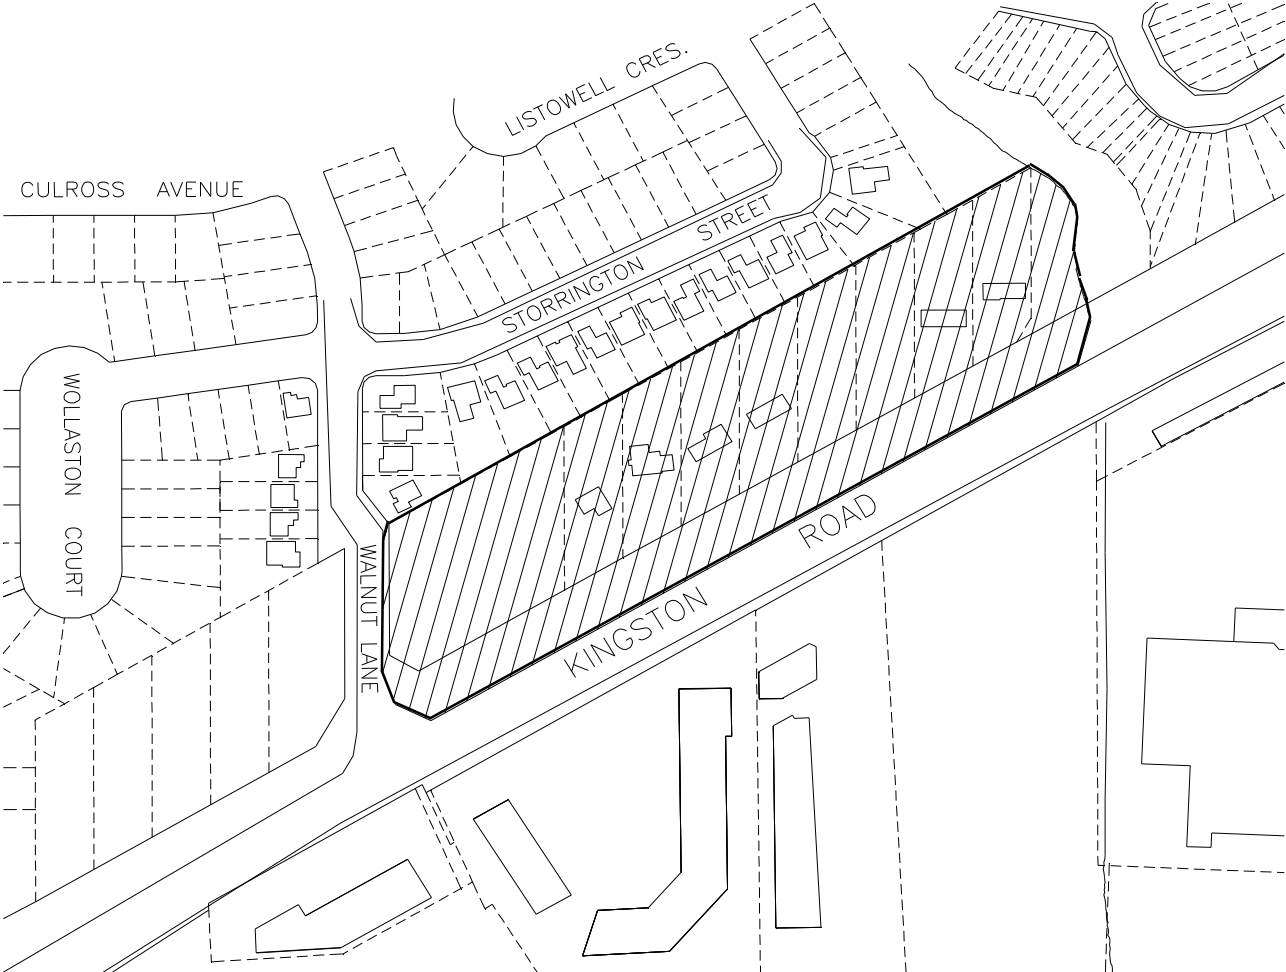 LISTOWELL CRES.
CULROSS AVENUE
STORRINGTON STREET
WOLLASTON COURT
WALNUT LANE
KINGSTON ROAD